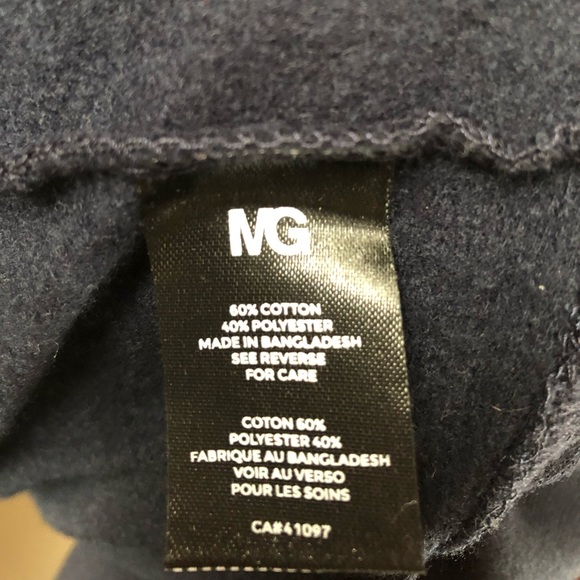 MG
60% COTTON
40% POLYESTER
MADE IN BANGLADESH
SEE REVERSE
FOR CARE
COTON 60%
POLYESTER 40%
FABRIQUE AU BANGLADESH
VOIR AU VERSO
POUR LES SOINS
CA#41097